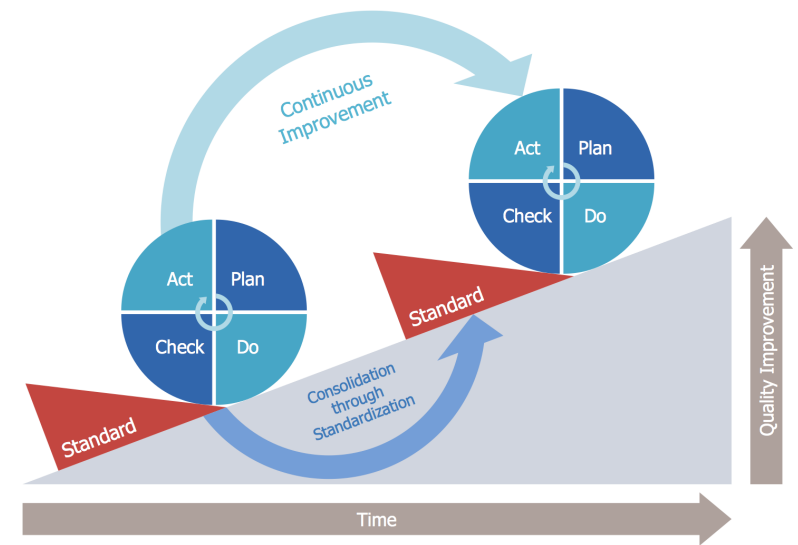 Continuous
Improvement
Act
Plan
Check
Do
Act
Plan
Check
Do
Standard
Standard
Consolidation
through
Standardization
Quality Improvement
Time